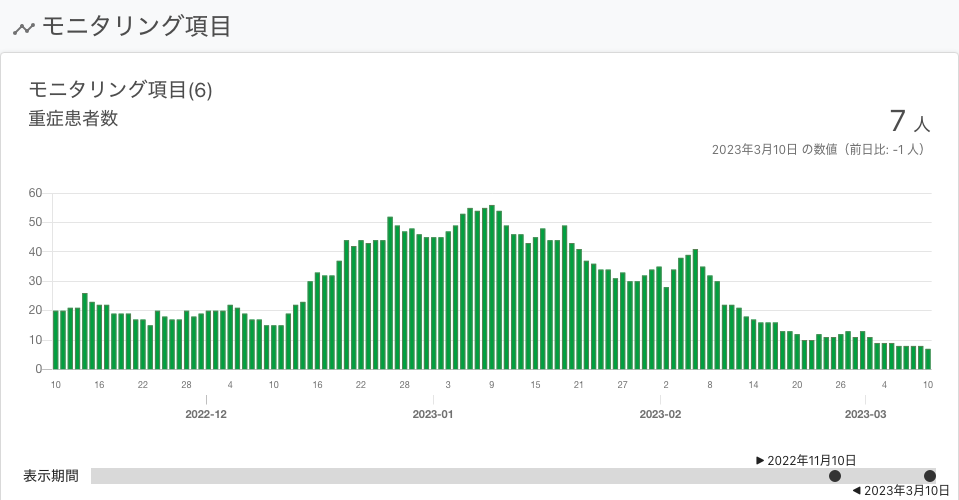 モニタリング項目
モニタリング項目(6)
重症患者数
7 人
2023年3月10日 の数値（前日比: -1 人）
60
50
40
30
20
10
0
10 16 22 28 4 10 16 22 28 3 9 15 21 27 2 8 14 20 26 4 10
2022-12 2023-01 2023-02 2023-03
▶ 2022年11月10日
表示期間
◀ 2023年3月10日